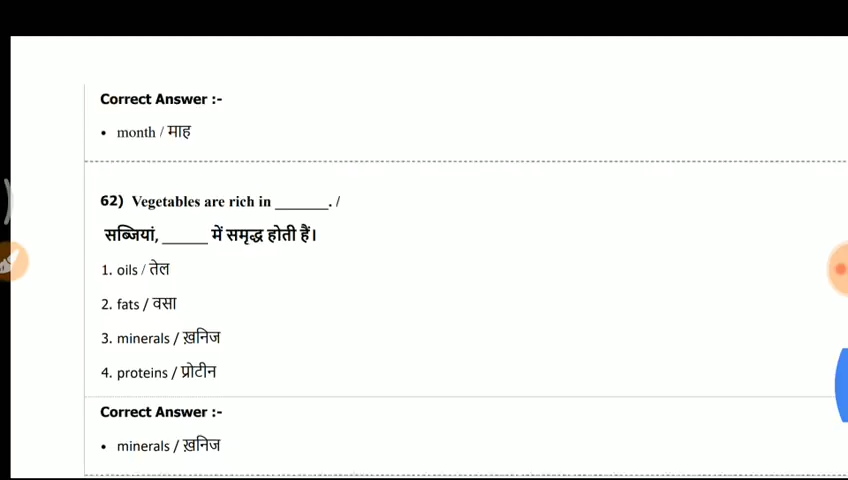 Correct Answer :-
• month / माह
62) Vegetables are rich in _______. /
सब्जियां, ______ में समृद्ध होती हैं।
1. oils / तेल
2. fats / वसा
3. minerals / ख़निज
4. proteins / प्रोटीन
Correct Answer :-
• minerals / ख़निज